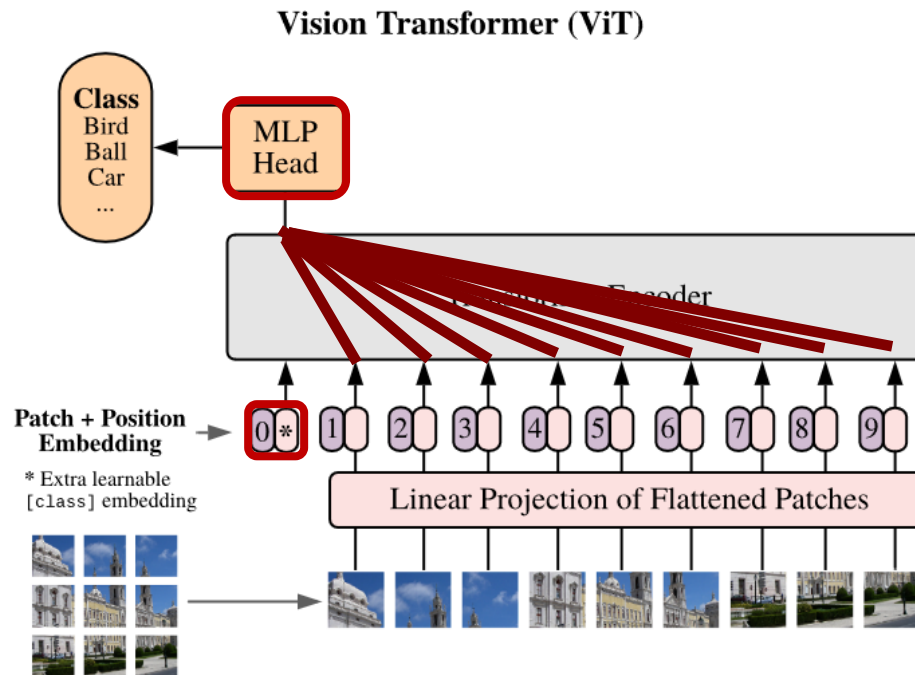 Vision Transformer (ViT)
Class
Bird
Ball
Car
...
MLP
Head
Encoder
Patch + Position
Embedding
* Extra learnable
[class] embedding
0 * 1 2 3 4 5 6 7 8 9
Linear Projection of Flattened Patches